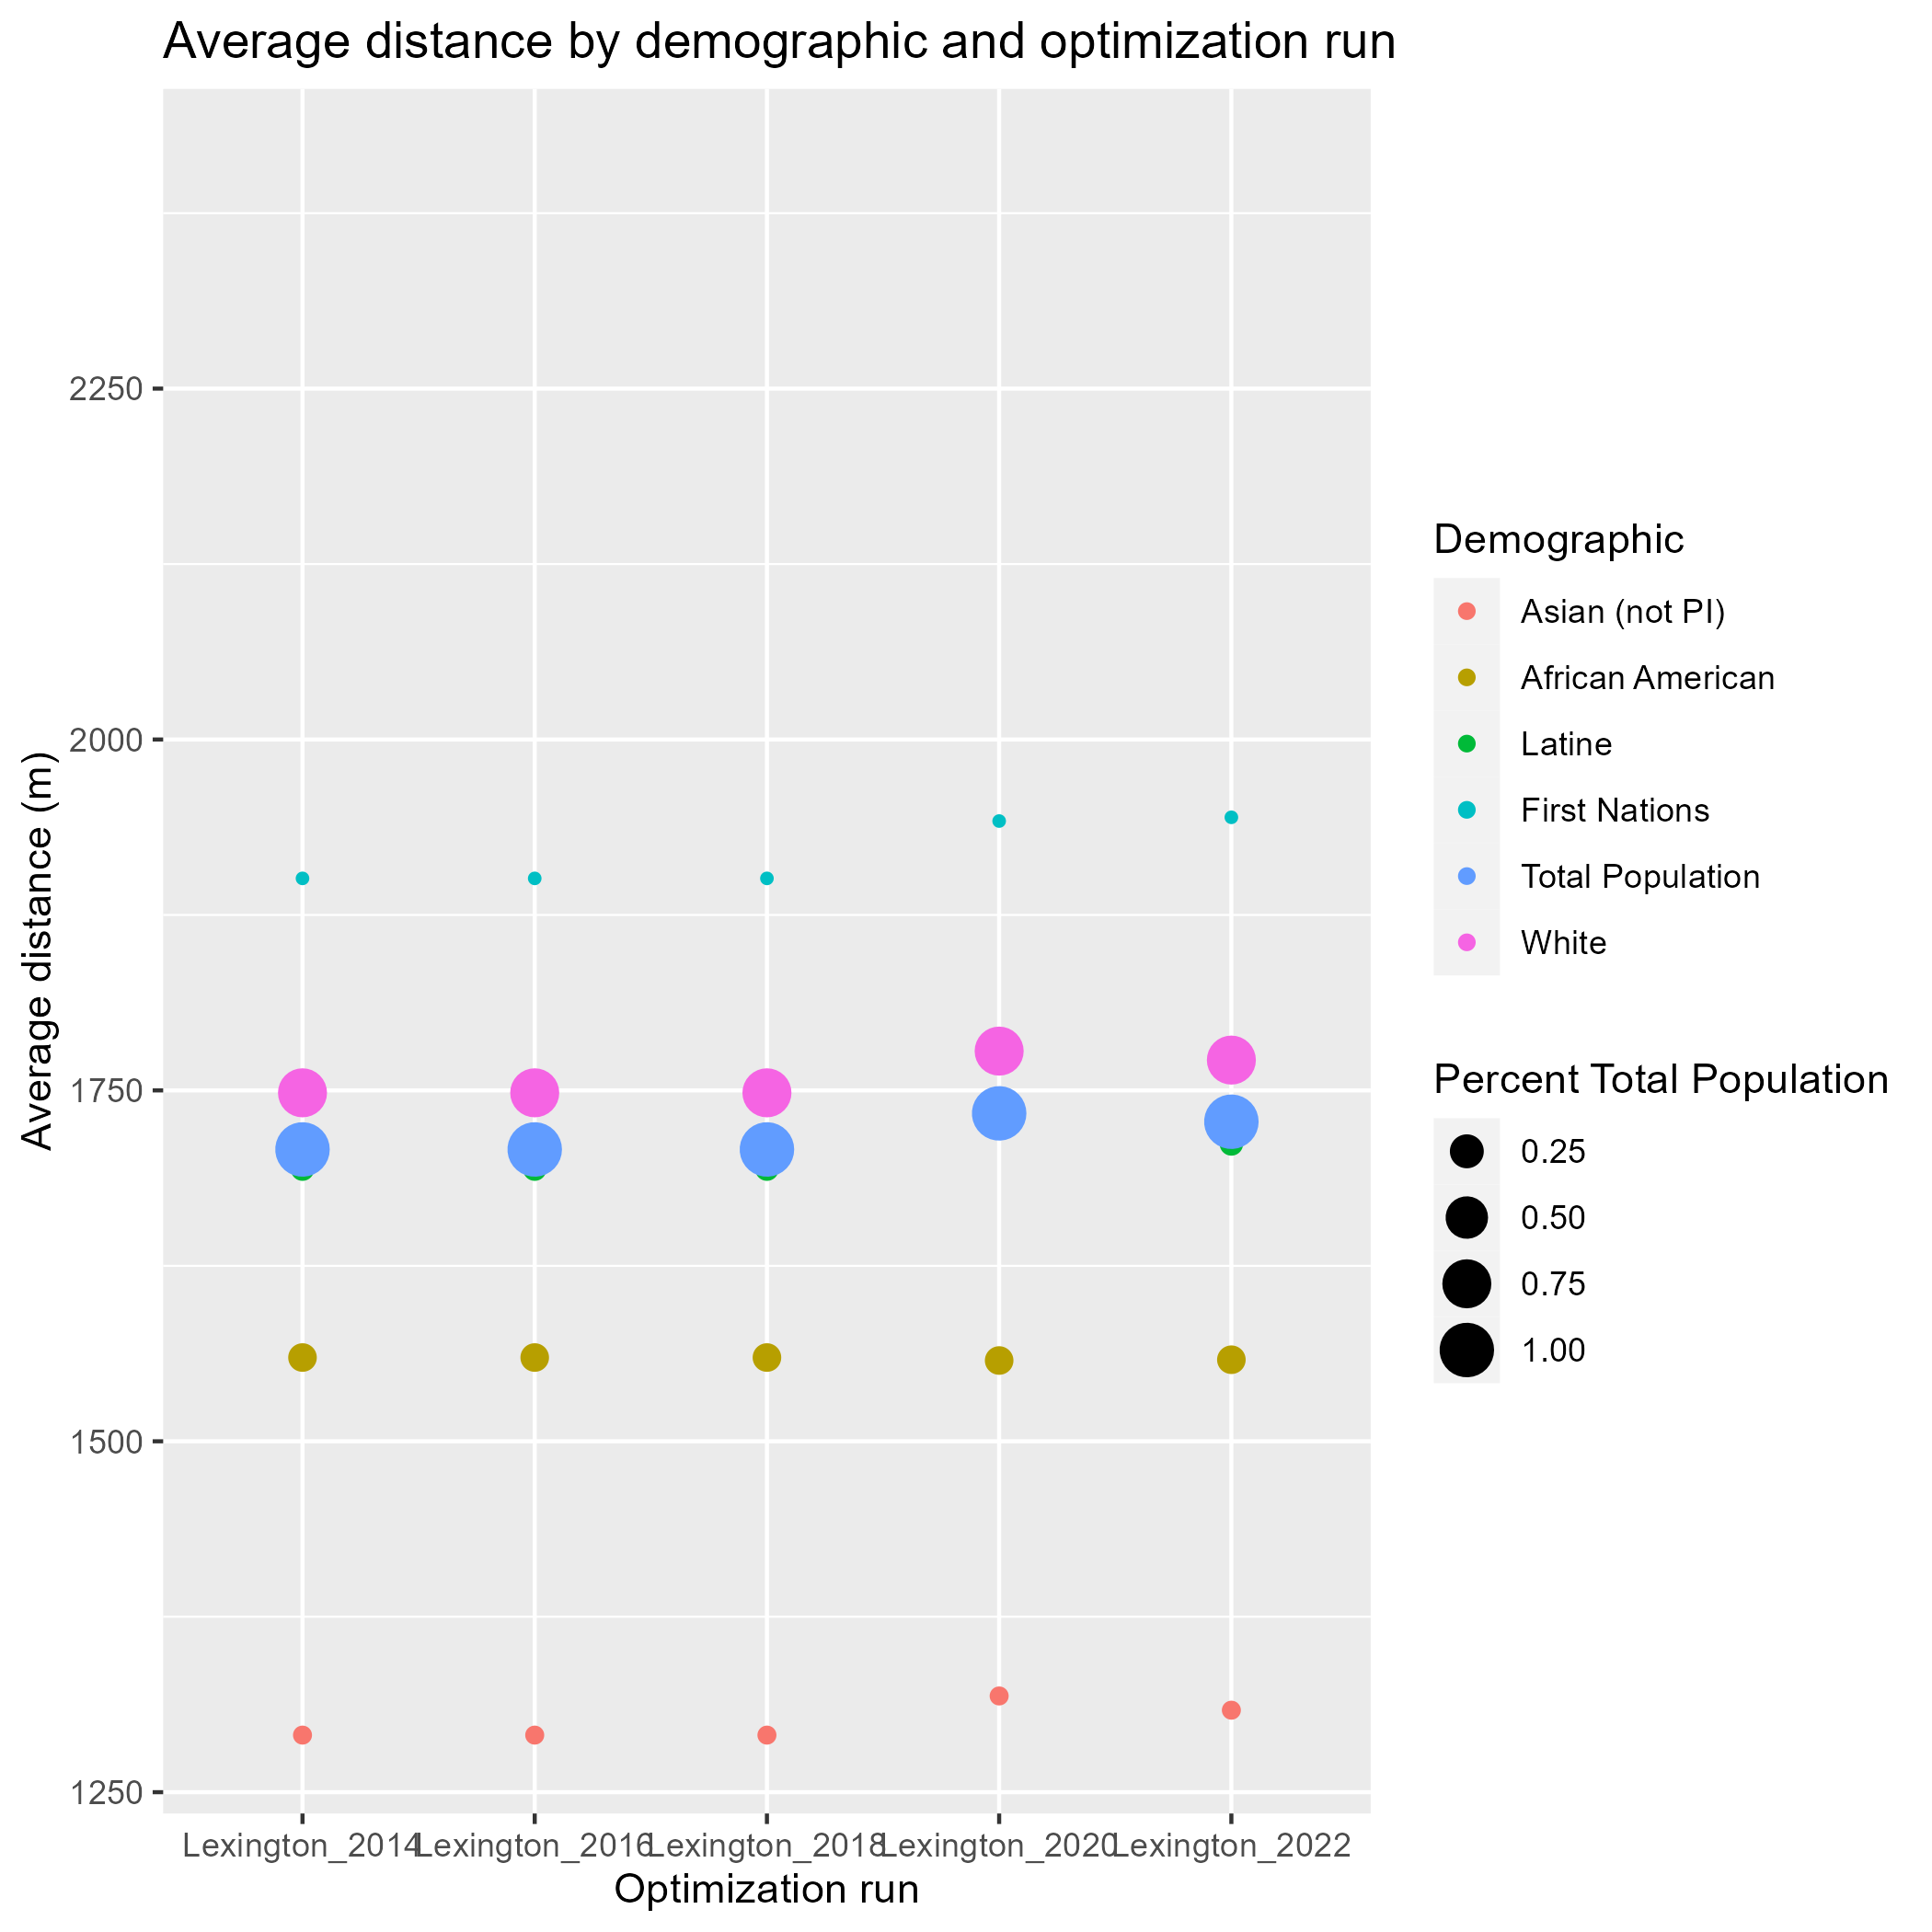 Average distance by demographic and optimization run
Average distance (m)
2250
2000
1750
1500
1250
Lexington_2014
Lexington_2016
Lexington_2018
Lexington_2020
Lexington_2022
Optimization run
Demographic
Asian (not PI)
African American
Latine
First Nations
Total Population
White
Percent Total Population
0.25
0.50
0.75
1.00